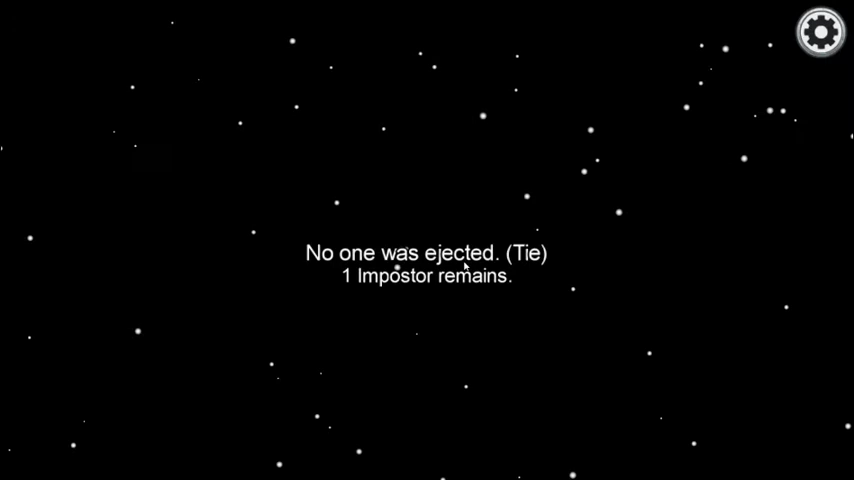 No one was ejected. (Tie)
1 Impostor remains.